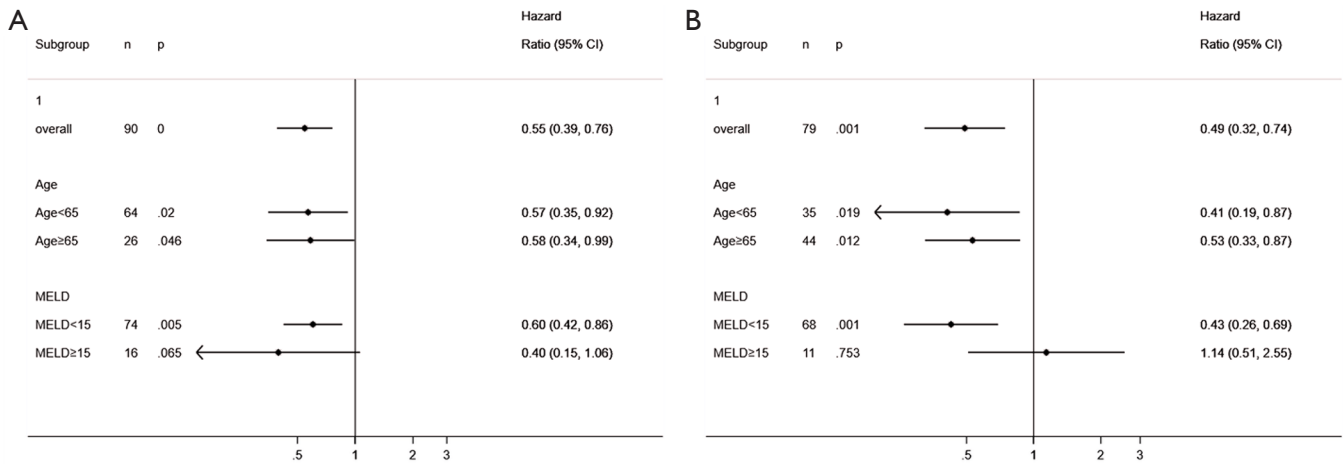 A
Hazard
Subgroup n p Ratio (95% CI)
1
overall 90 0 0.55 (0.39, 0.76)
Age
Age<65 64 .02 0.57 (0.35, 0.92)
Age≥65 26 .046 0.58 (0.34, 0.99)
MELD
MELD<15 74 .005 0.60 (0.42, 0.86)
MELD≥15 16 .065 0.40 (0.15, 1.06)
.5 1 2 3
B
Hazard
Subgroup n p Ratio (95% CI)
1
overall 79 .001 0.49 (0.32, 0.74)
Age
Age<65 35 .019 0.41 (0.19, 0.87)
Age≥65 44 .012 0.53 (0.33, 0.87)
MELD
MELD<15 68 .001 0.43 (0.26, 0.69)
MELD≥15 11 .753 1.14 (0.51, 2.55)
.5 1 2 3